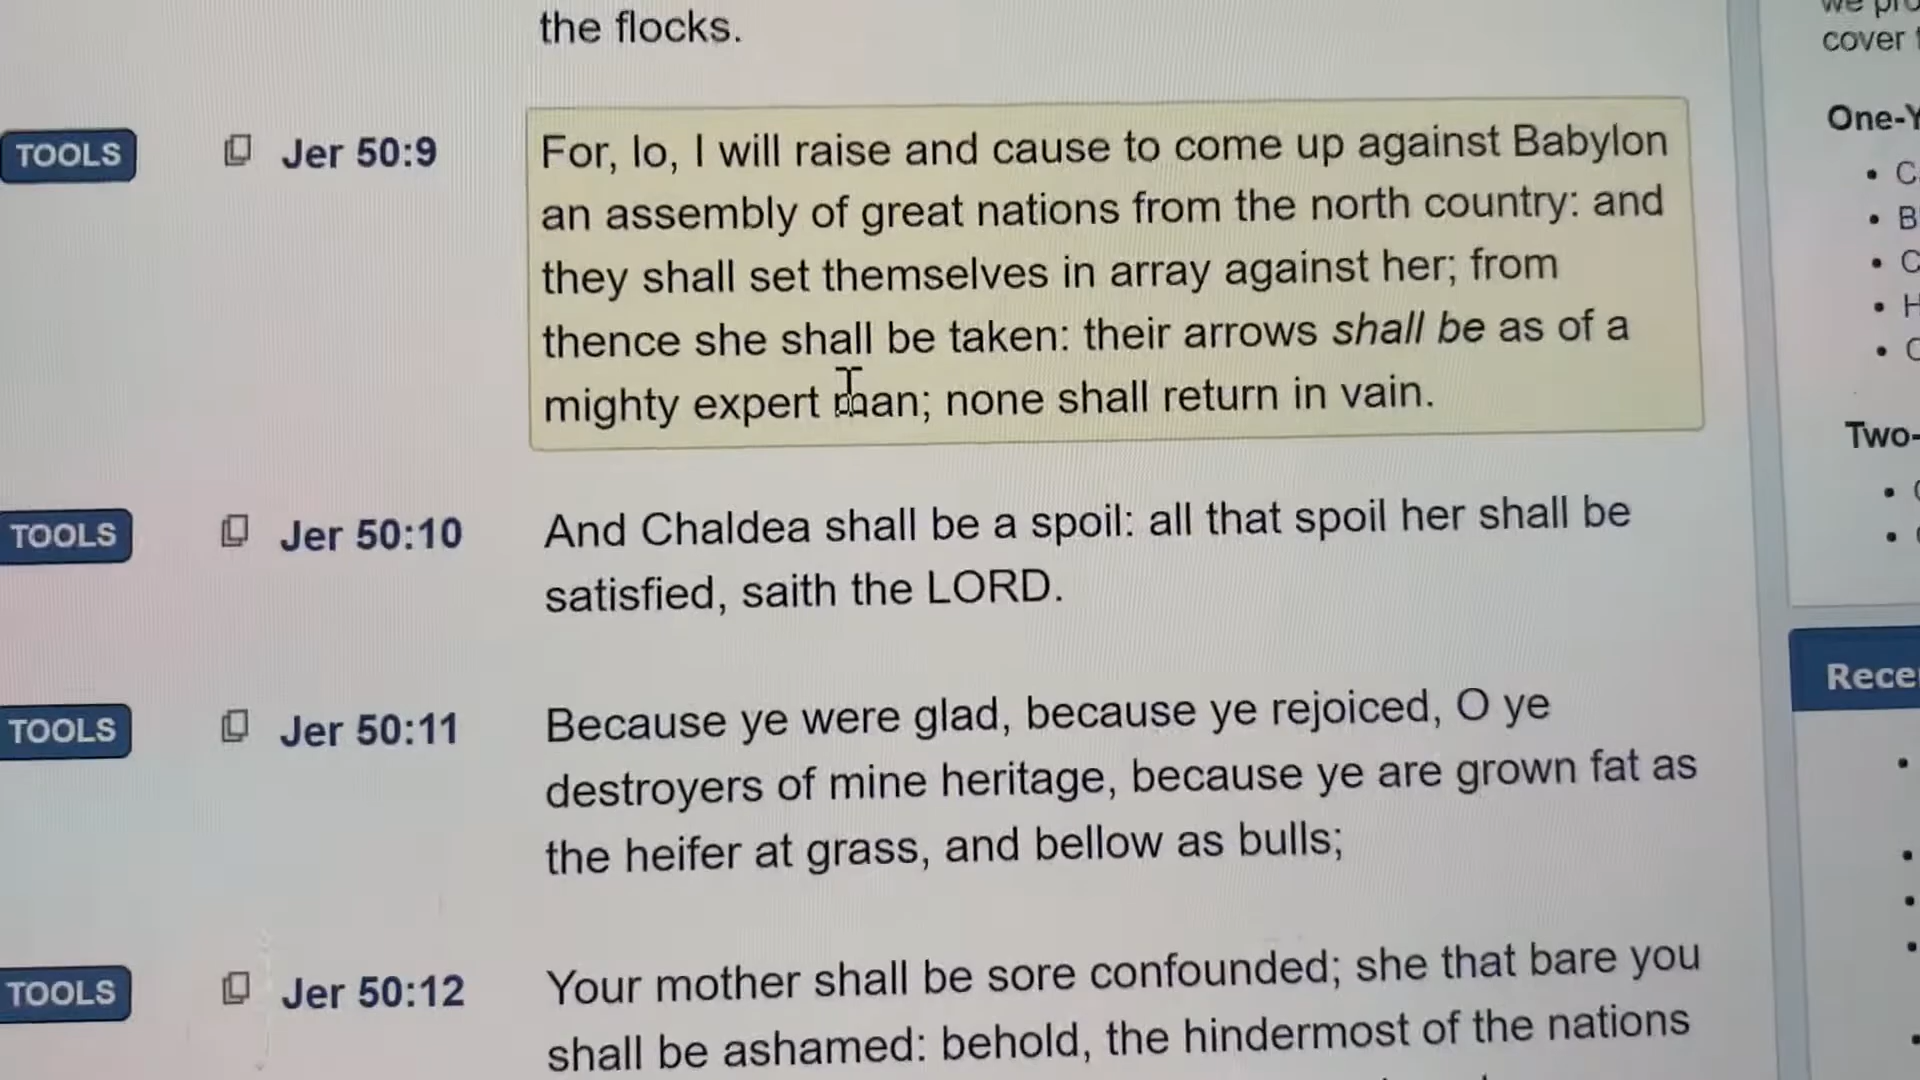 the flocks.
TOOLS
Jer 50:9
For, lo, I will raise and cause to come up against Babylon
an assembly of great nations from the north country: and
they shall set themselves in array against her; from
thence she shall be taken: their arrows shall be as of a
mighty expert man; none shall return in vain.
TOOLS
Jer 50:10
And Chaldea shall be a spoil: all that spoil her shall be
satisfied, saith the LORD.
TOOLS
Jer 50:11
Because ye were glad, because ye rejoiced, O ye
destroyers of mine heritage, because ye are grown fat as
the heifer at grass, and bellow as bulls;
TOOLS
Jer 50:12
Your mother shall be sore confounded; she that bare you
shall be ashamed: behold, the hindermost of the nations
cover